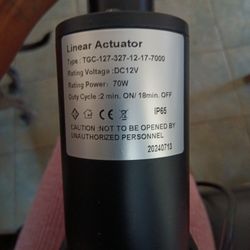 Linear Actuator
Type : TGC-127-327-12-17-7000
Rating Voltage :DC12V
Rating Power: 70W
Duty Cycle :2 min. ON/ 18min. OFF
IP65
CAUTION :NOT TO BE OPENED BY
UNAUTHORIZED PERSONNEL
20240713